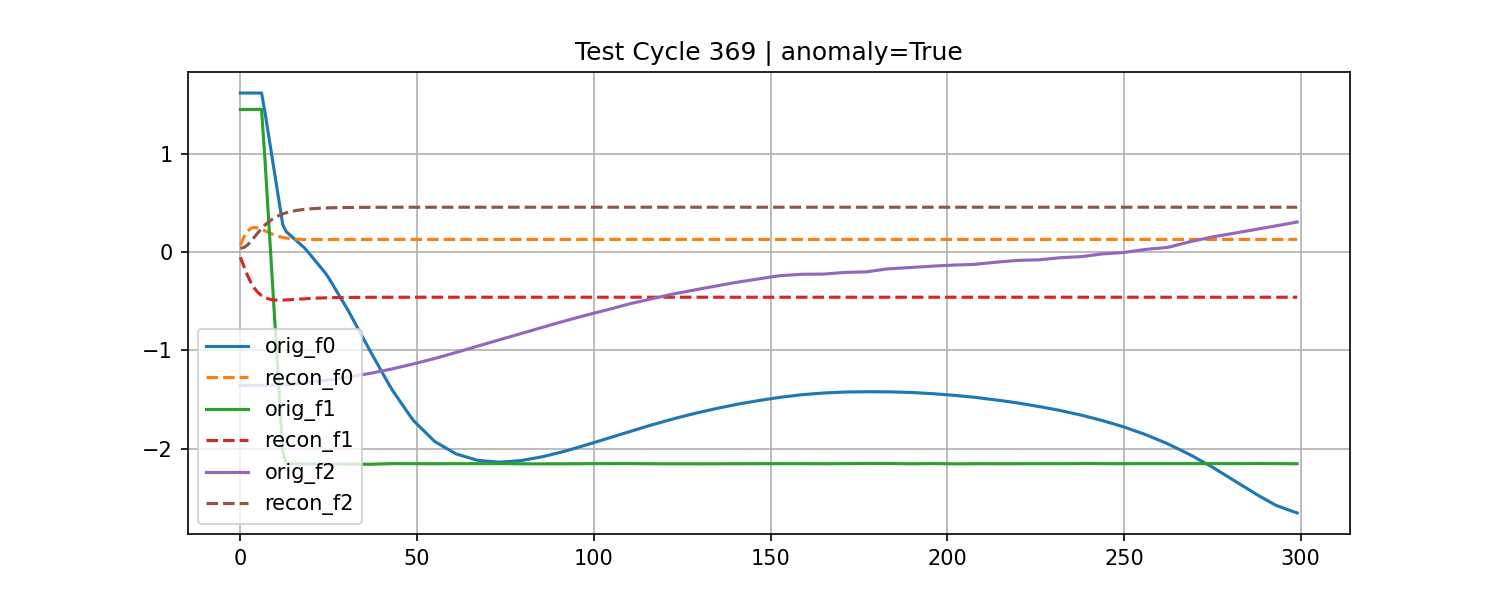 Test Cycle 369 | anomaly=True
1
0
−1
−2
orig_f0
recon_f0
orig_f1
recon_f1
orig_f2
recon_f2
0 50 100 150 200 250 300